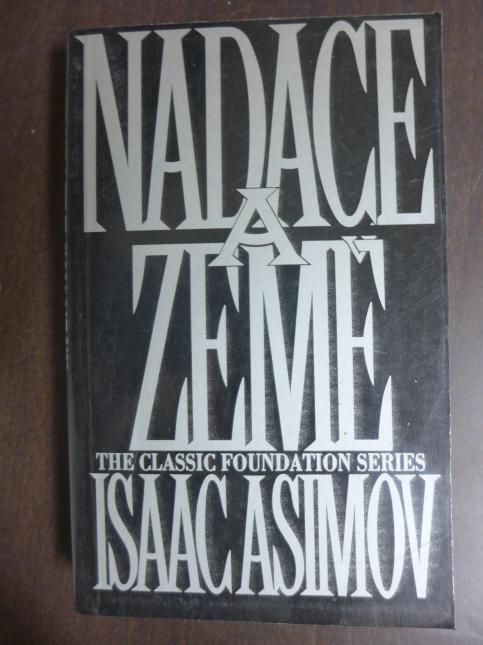 NADACE
A
ZEMĚ
THE CLASSIC FOUNDATION SERIES
ISAAC ASIMOV